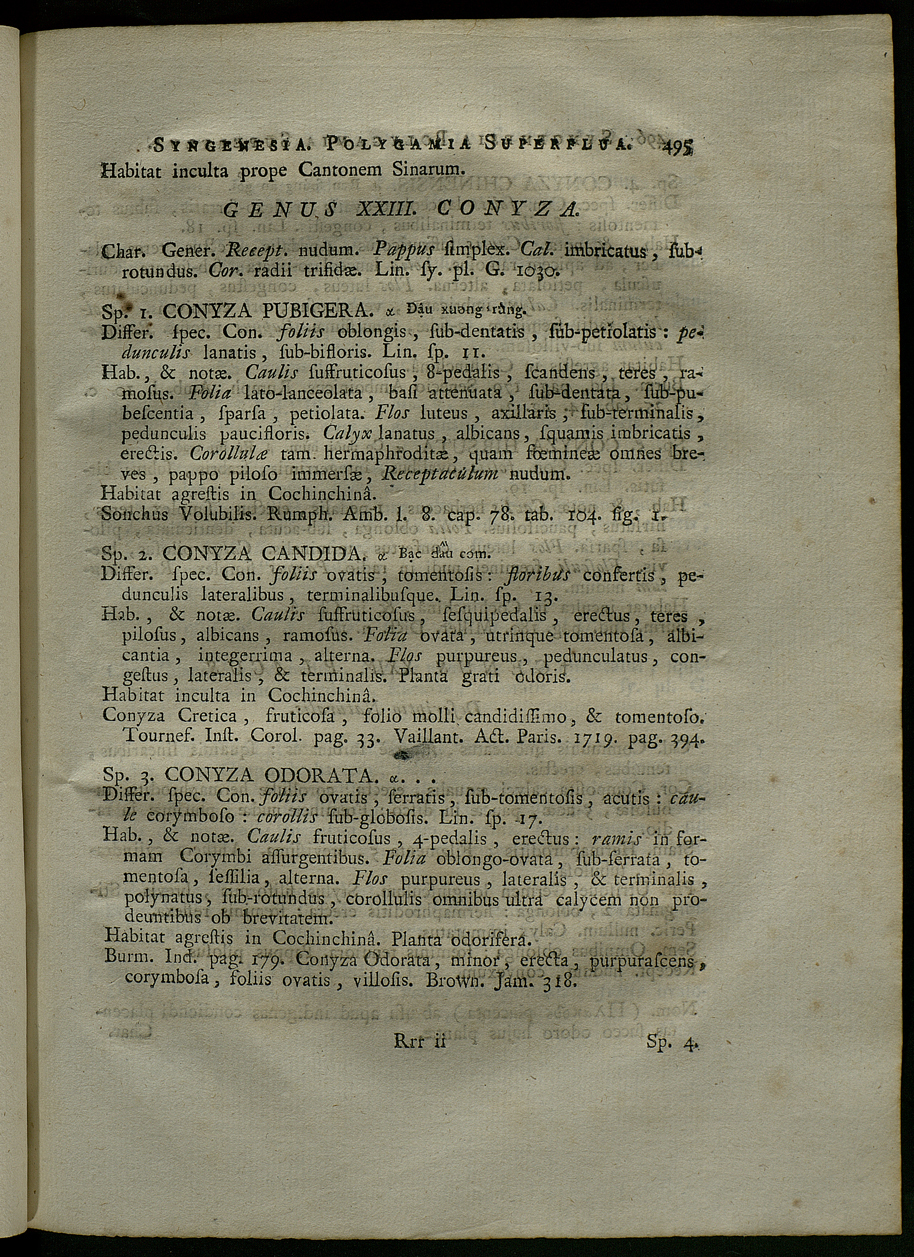 SYNGENESIA. POLYGAMIA SUPERFLUA. 495
Habitat inculta prope Cantonem Sinarum.
GENUS XXIII. CONYZA.
Char. Gener. Recept. nudum. Pappus ſimplex. Cal. imbricatus, ſub-
rotundus. Cor. radii trifidæ. Lin. ſy. pl. G. 1030.
Sp. 1. CONYZA PUBIGERA. α Đậu xương ràng.
Differ. ſpec. Con. foliis oblongis, ſub-dentatis, ſub-petiolatis: pe-
dunculis lanatis, ſub-bifloris. Lin. ſp. 11.
Hab., & notæ. Caulis ſuffruticoſus, 8-pedalis, ſcandens, teres, ra-
moſus. Folia lato-lanceolata, baſi attenuata, ſub-dentata, ſub-pu-
beſcentia, ſparſa, petiolata. Flos luteus, axillaris, ſub-terminalis,
pedunculis paucifloris. Calyx lanatus, albicans, ſquamis imbricatis,
erectis. Corollulæ tam hermaphroditæ, quam fœmineæ omnes bre-
ves, pappo piloſo immerſæ, Receptaculum nudum.
Habitat agreſtis in Cochinchinâ.
Sonchus Volubilis. Rumph. Amb. l. 8. cap. 78. tab. 104. fig. 1.
Sp. 2. CONYZA CANDIDA. α Bạc đầu com.
Differ. ſpec. Con. foliis ovatis, tomentoſis: floribus confertis, pe-
dunculis lateralibus, terminalibuſque. Lin. ſp. 13.
Hab., & notæ. Caulis ſuffruticoſus, ſeſquipedalis, erectus, teres,
piloſus, albicans, ramoſus. Folia ovata, utrinque tomentoſa, albi-
cantia, integerrima, alterna. Flos purpureus, pedunculatus, con-
geſtus, lateralis, & terminalis. Planta grati odoris.
Habitat inculta in Cochinchinâ.
Conyza Cretica, fruticoſa, folio molli candidiſſimo, & tomentoſo.
Tournef. Inſt. Corol. pag. 33. Vaillant. Act. Paris. 1719. pag. 394.
Sp. 3. CONYZA ODORATA. α. . .
Differ. ſpec. Con. foliis ovatis, ſerratis, ſub-tomentoſis, acutis: cau-
le corymboſo: corollis ſub-globoſis. Lin. ſp. 17.
Hab., & notæ. Caulis fruticoſus, 4-pedalis, erectus: ramis in for-
mam Corymbi aſſurgentibus. Folia oblongo-ovata, ſub-ſerrata, to-
mentoſa, ſeſſilia, alterna. Flos purpureus, lateralis, & terminalis,
polynatus, ſub-rotundus, corollulis omnibus ultra calycem non pro-
deuntibus ob brevitatem.
Habitat agreſtis in Cochinchinâ. Planta odorifera.
Burm. Ind. pag. 179. Conyza Odorata, minor, erecta, purpuraſcens,
corymboſa, foliis ovatis, villoſis. Brown. Jam. 318.
Rrr ii Sp. 4.